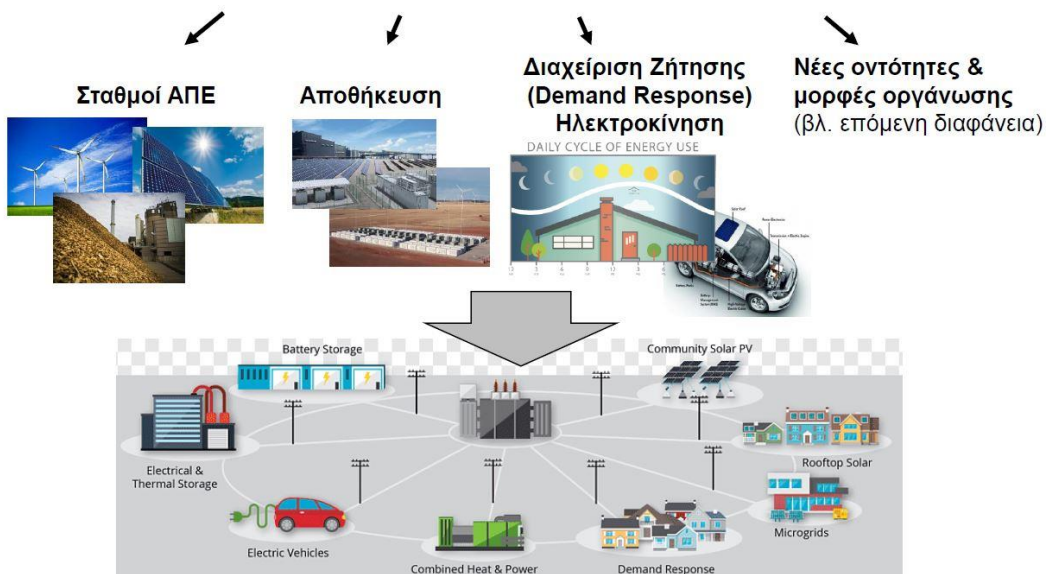 Σταθμοί ΑΠΕ
Αποθήκευση
Διαχείριση Ζήτησης
(Demand Response)
Ηλεκτροκίνηση
Νέες οντότητες &
μορφές οργάνωσης
(βλ. επόμενη διαφάνεια)
DAILY CYCLE OF ENERGY USE
Battery Storage
Community Solar PV
Electrical &
Thermal Storage
Rooftop Solar
Electric Vehicles
Microgrids
Combined Heat & Power
Demand Response